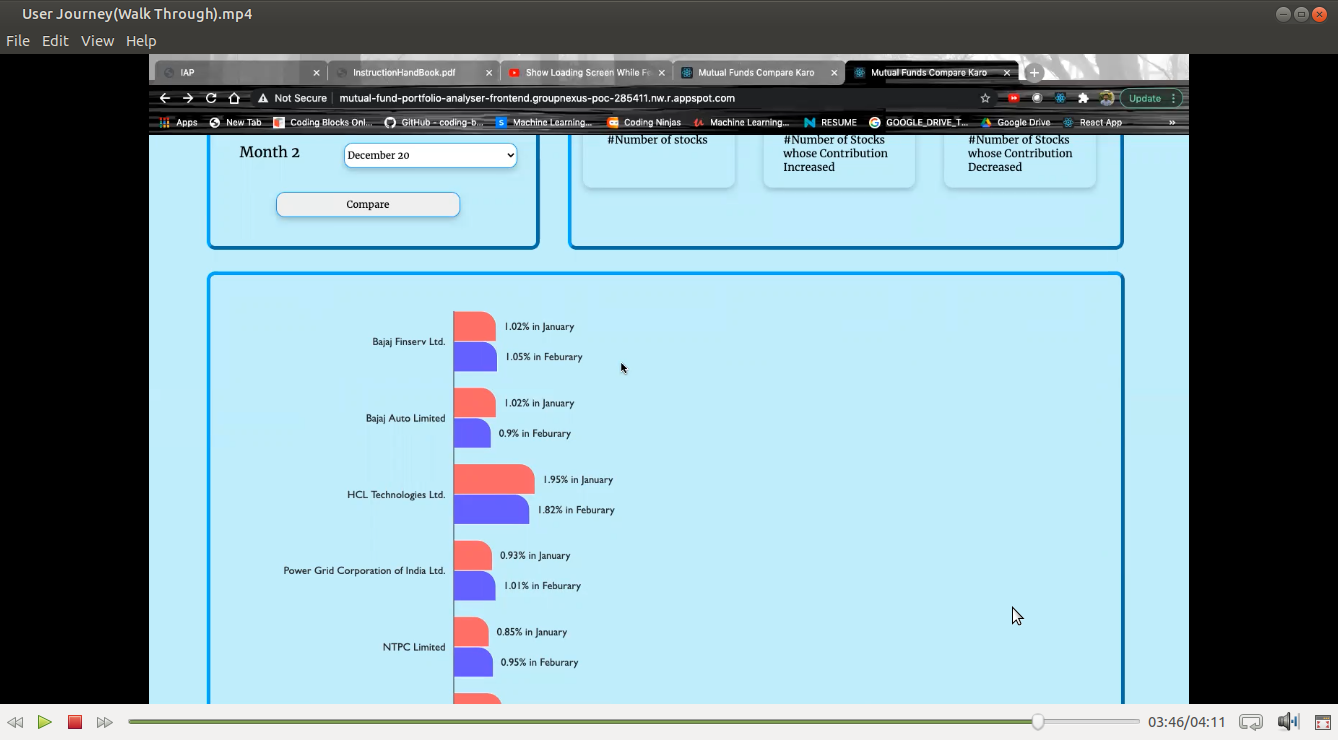 User Journey(Walk Through).mp4
File Edit View Help
IAP
InstructionHandBook.pdf
Show Loading Screen While Fe
Mutual Funds Compare Karo
Mutual Funds Compare Karo
Not Secure mutual-fund-portfolio-analyser-frontend.groupnexus-poc-285411.nw.r.appspot.com
Update
Apps New Tab Coding Blocks Onl... GitHub - coding-b... Machine Learning... Coding Ninjas Machine Learning... RESUME GOOGLE_DRIVE_T... Google Drive React App »
Month 2
December 20
Compare
#Number of stocks
#Number of Stocks
whose Contribution
Increased
#Number of Stocks
whose Contribution
Decreased
Bajaj Finserv Ltd.
1.02% in January
1.05% in Feburary
Bajaj Auto Limited
1.02% in January
0.9% in Feburary
HCL Technologies Ltd.
1.95% in January
1.82% in Feburary
Power Grid Corporation of India Ltd.
0.93% in January
1.01% in Feburary
NTPC Limited
0.85% in January
0.95% in Feburary
03:46/04:11